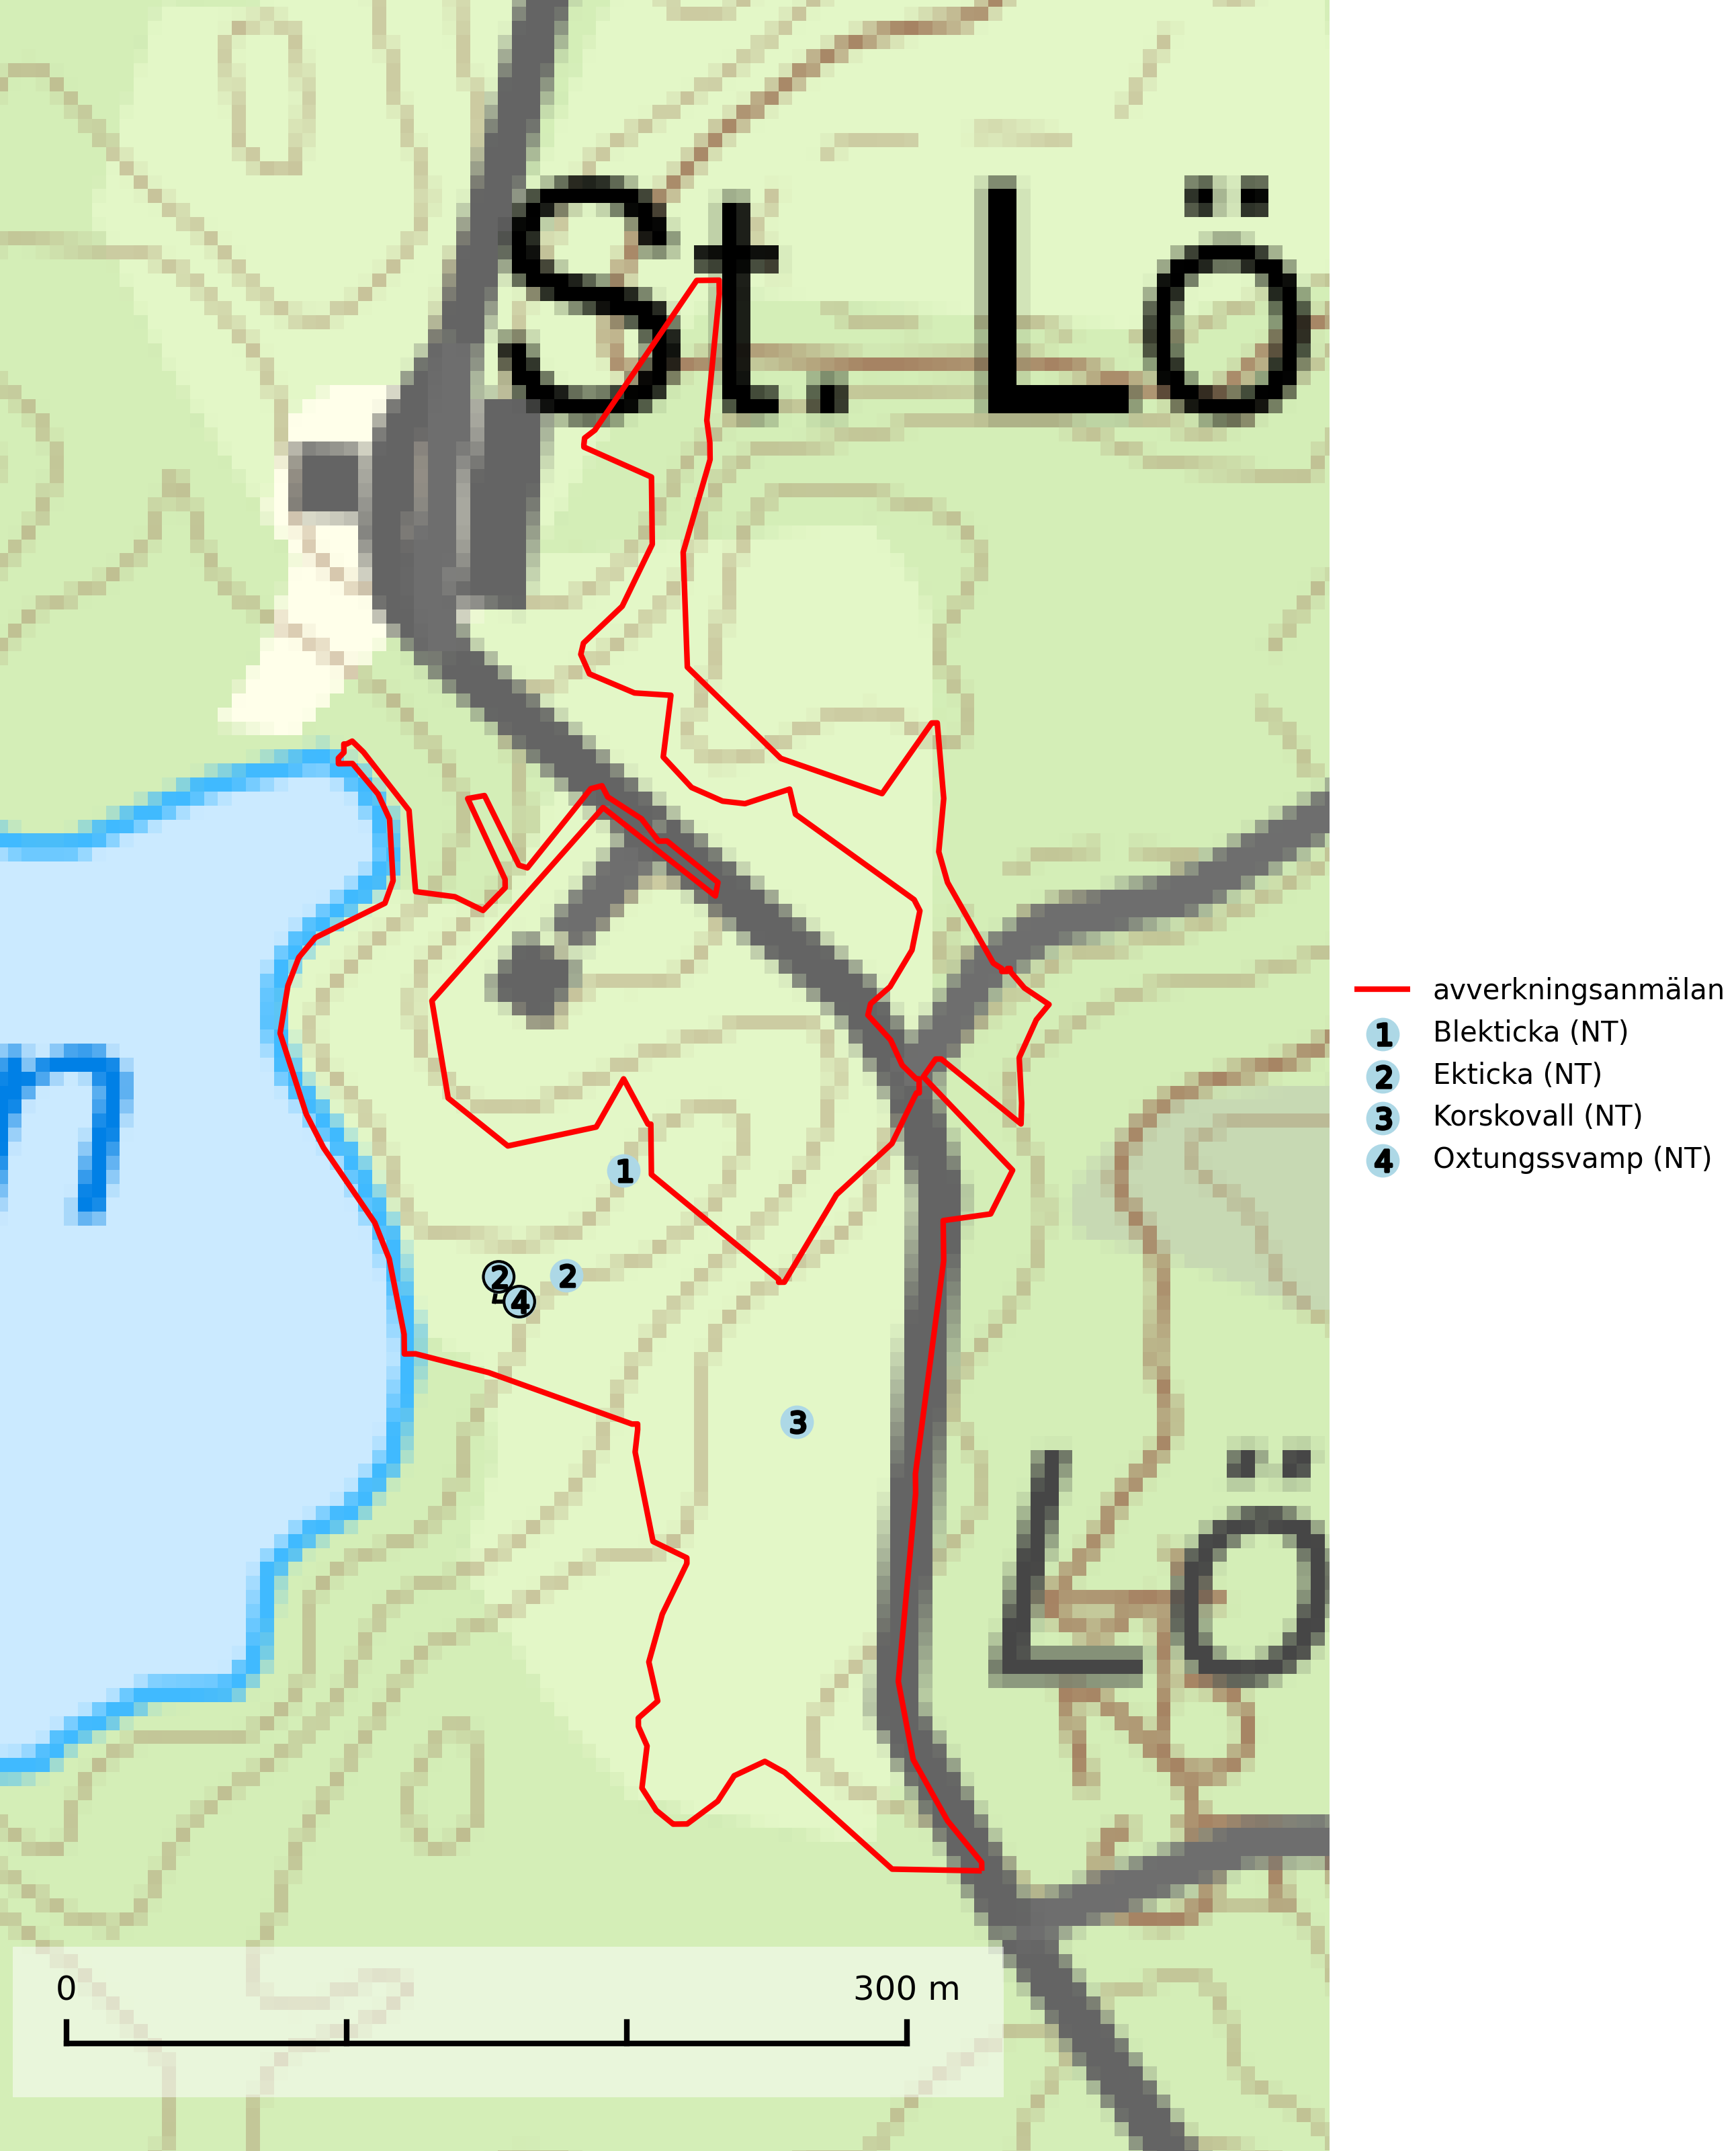 St. Lö
avverkningsanmälan
1 Blekticka (NT)
2 Ekticka (NT)
3 Korskovall (NT)
4 Oxtungssvamp (NT)
n
1
2 2
4
3
Lö
0 300 m